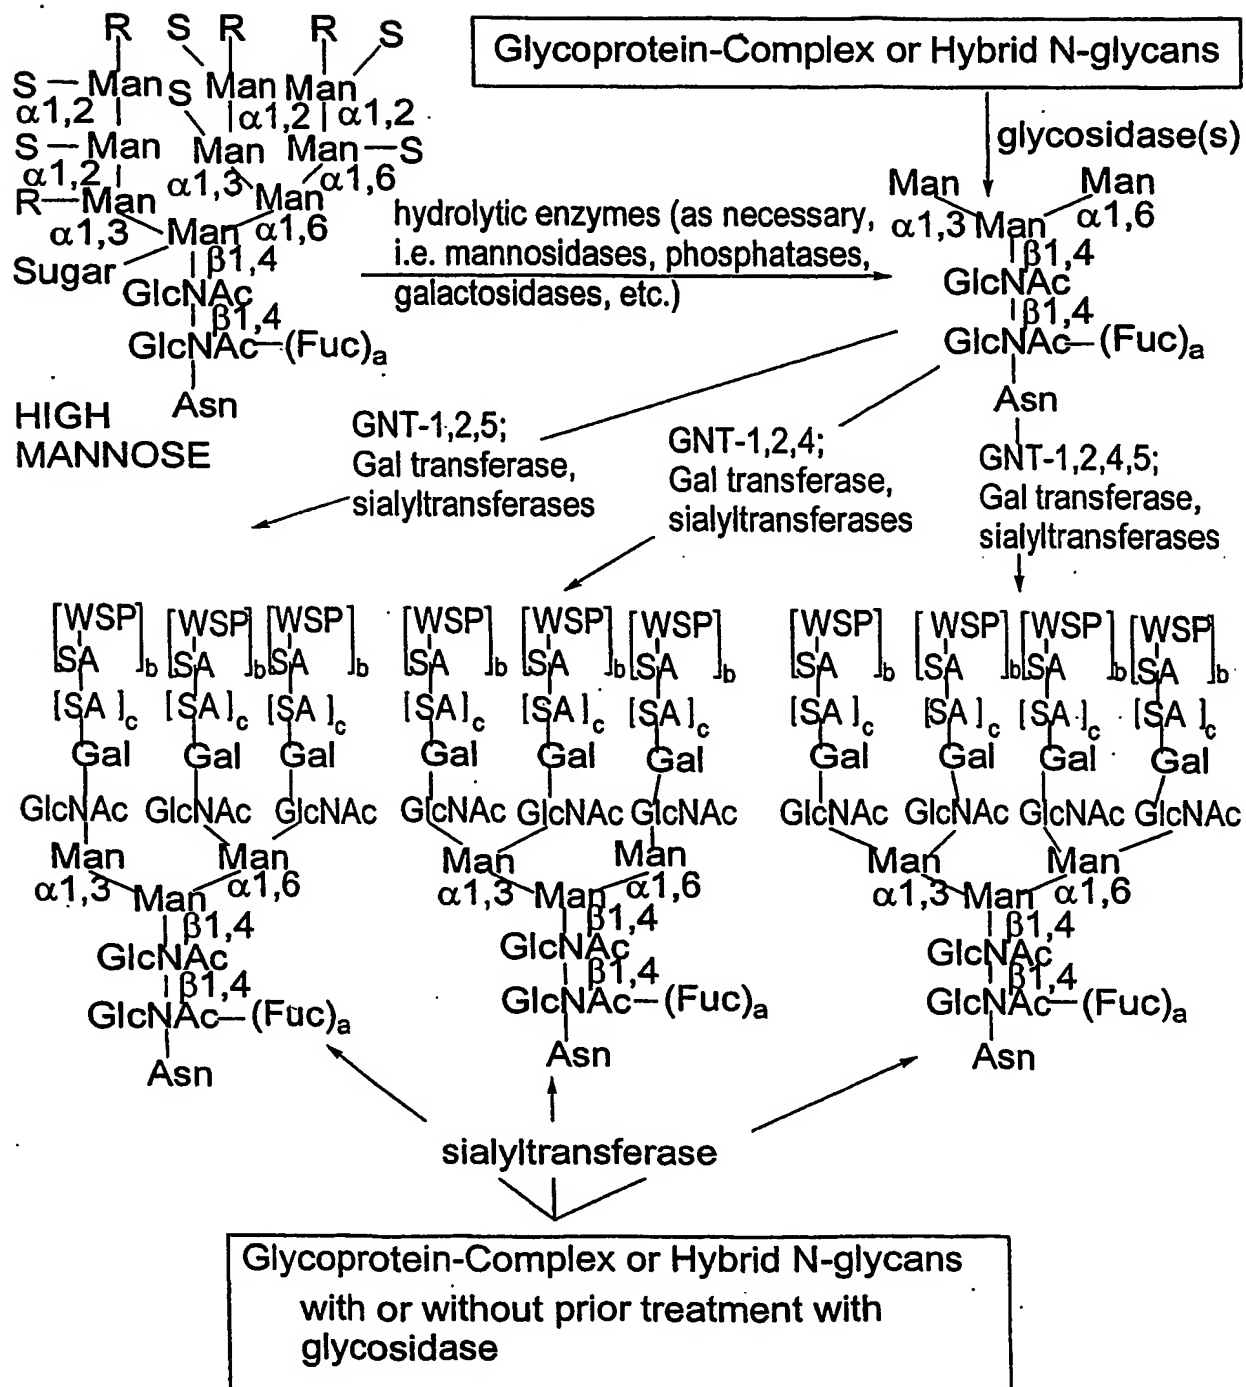 R S R R S
Glycoprotein-Complex or Hybrid N-glycans
S — Man S Man Man
α1,2 α1,2 α1,2
glycosidase(s)
S — Man Man Man — S
α1,2 α1,3 α1,6
R — Man Man
α1,3 α1,6
Man
β1,4
Sugar
GlcNAc
β1,4
GlcNAc — (Fuc)a
Asn
HIGH
MANNOSE
hydrolytic enzymes (as necessary,
i.e. mannosidases, phosphatases,
galactosidases, etc.)
Man Man
α1,3 Man α1,6
β1,4
GlcNAc
β1,4
GlcNAc — (Fuc)a
Asn
GNT-1,2,5;
Gal transferase,
sialyltransferases
GNT-1,2,4;
Gal transferase,
sialyltransferases
GNT-1,2,4,5;
Gal transferase,
sialyltransferases
[WSP [WSP [WSP [WSP [WSP [WSP [WSP [WSP [WSP [WSP
SA]b SA]b SA]b SA]b SA]b SA]b SA]b SA]b SA]b SA]b
[SA]c [SA]c [SA]c [SA]c [SA]c [SA]c [SA]c [SA]c [SA]c [SA]c
Gal Gal Gal Gal Gal Gal Gal Gal Gal Gal
GlcNAc GlcNAc GlcNAc GlcNAc GlcNAc GlcNAc GlcNAc GlcNAc GlcNAc GlcNAc
Man Man Man Man Man Man
α1,3 Man α1,6 α1,3 Man α1,6 α1,3 Man α1,6
β1,4 β1,4 β1,4
GlcNAc GlcNAc GlcNAc
β1,4 β1,4 β1,4
GlcNAc — (Fuc)a GlcNAc — (Fuc)a GlcNAc — (Fuc)a
Asn Asn Asn
sialyltransferase
Glycoprotein-Complex or Hybrid N-glycans
with or without prior treatment with
glycosidase